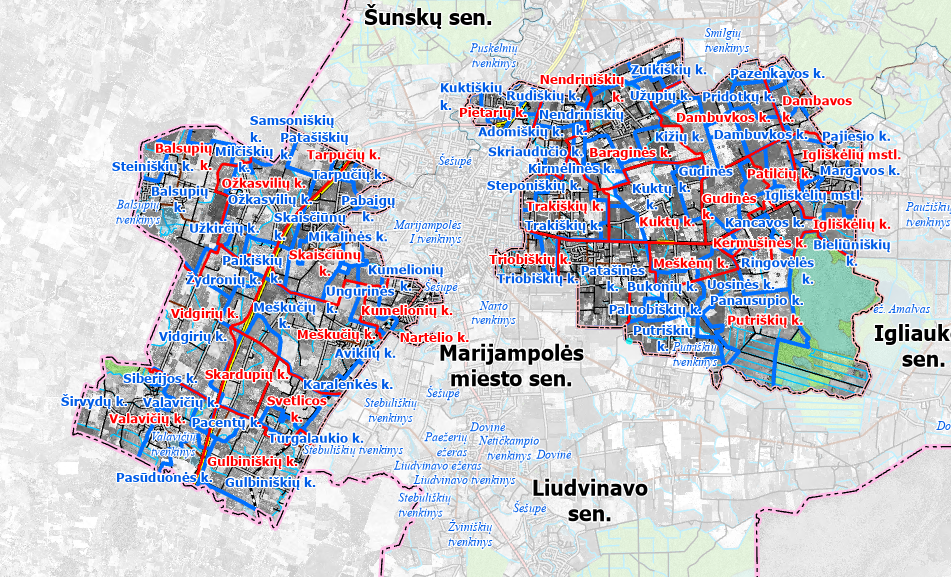 Šunskų sen.
Smilgių
tvenkinys
Puskelnių
tvenkinys
Zuikiškių k.
Nendriniškių
k.
Pazenkavos k.
Kuktiškių
k.
Rudiškių k.
Užupių k.
Pridotkų k.
Dambavos
k.
Pietarių k.
Nendriniškių
k.
Dambuvkos k.
Samsoniškių
k.
Adomiškių k.
Kižių k.
Dambuvkos k.
Pajiesio k.
Patašiškių
k.
Balsupių
k.
Milčiškių
k.
Tarpučių k.
Skriaudučio k.
Baraginės k.
Igliškėlių mstl.
Šešupė
Steiniškių k.
Tarpučių k.
Kirmėlinės k.
Gudinės
k.
Patilčių k.
Margavos k.
Ožkasvilių k.
Balsupių
k.
Ožkasvilių k.
Steponiškių k.
Kuktų
k.
Gudinės
k.
Igliškėlių mstl.
Balsupių
tvenkinys
Pabaigų
k.
Trakiškių k.
Skaisčiūnų
k.
Užkirčių k.
Marijampolės
I tvenkinys
Trakiškių k.
Kuktų k.
Kancavos k.
Igliškėlių k.
Mikalinės k.
Kermušinės k.
Bieliūniškių
k.
Paikiškių
k.
Skaisčiūnų
k.
Triobiškių k.
Patašinės
k.
Meškėnų k.
Ringovėlės
k.
Kumelionių
k.
Triobiškių k.
Žydronių k.
Šešupė
Ungurinės
k.
Bukonių k.
Uosinės k.
Panausupio k.
Vidgirių k.
Meškučių
k.
Kumelionių k.
Narto
tvenkinys
Paluobiškių k.
ež. Amalvas
Vidgirių k.
Meškučių k.
Nartėlio k.
Putriškių
k.
Putriškių k.
Putriškių
tvenkinys
Avikilų k.
Marijampolės
miesto sen.
Siberijos k.
Skardupių k.
Karalenkės k.
Šešupė
Širvydų k.
Valavičių k.
Svetlicos
k.
Stebuliškių
tvenkinys
Valavičių k.
Pacentų k.
Dovinė
Valavičių
tvenkinys
Turgalaukio k.
Paežerių
ežeras
Netičkampio
tvenkinys
Dovinė
Stebuliškių tvenkinys
Gulbiniškių k.
Liudvinavo ežeras
Liudvinavo tvenkinys
Pasūduonės k.
Gulbiniškių k.
Liudvinavo
sen.
Stebuliškių
tvenkinys
Šešupė
Žviniškių
tvenkinys